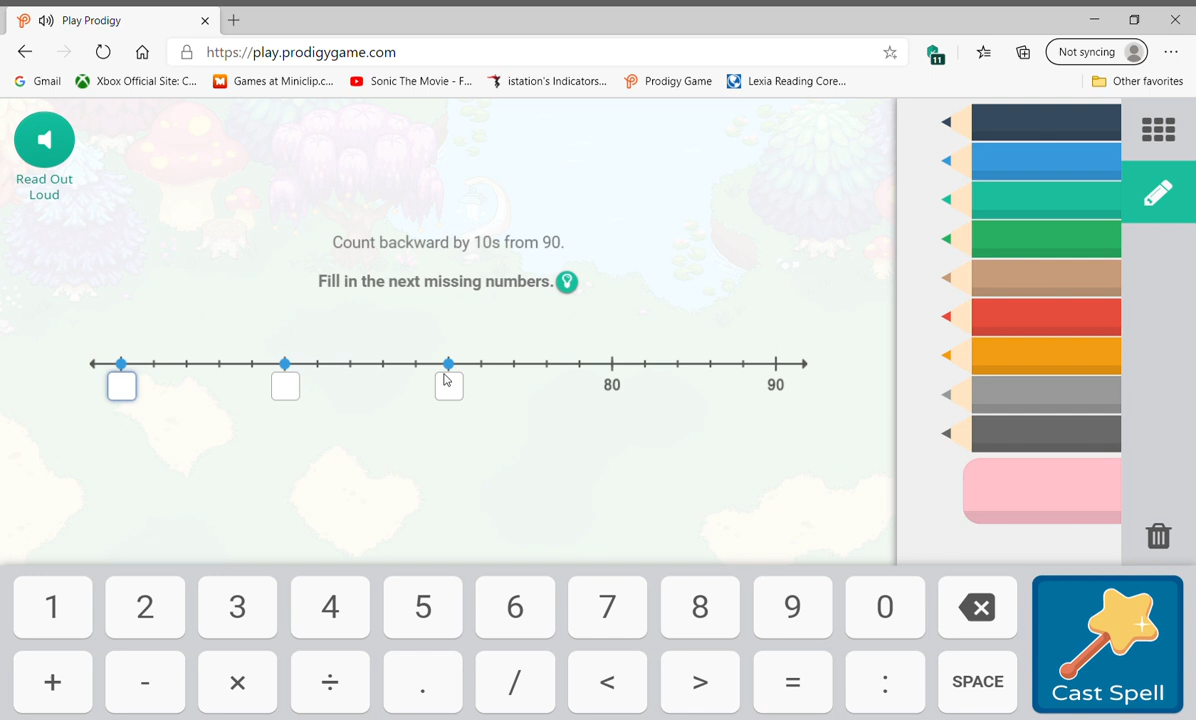 Play Prodigy
https://play.prodigygame.com
11
Not syncing
Gmail
Xbox Official Site: C...
Games at Miniclip.c...
Sonic The Movie - F...
istation's Indicators...
Prodigy Game
Lexia Reading Core...
Other favorites
Read Out
Loud
Count backward by 10s from 90.
Fill in the next missing numbers.
80 90
1 2 3 4 5 6 7 8 9 0
+ - × ÷ . / < > = : SPACE
Cast Spell